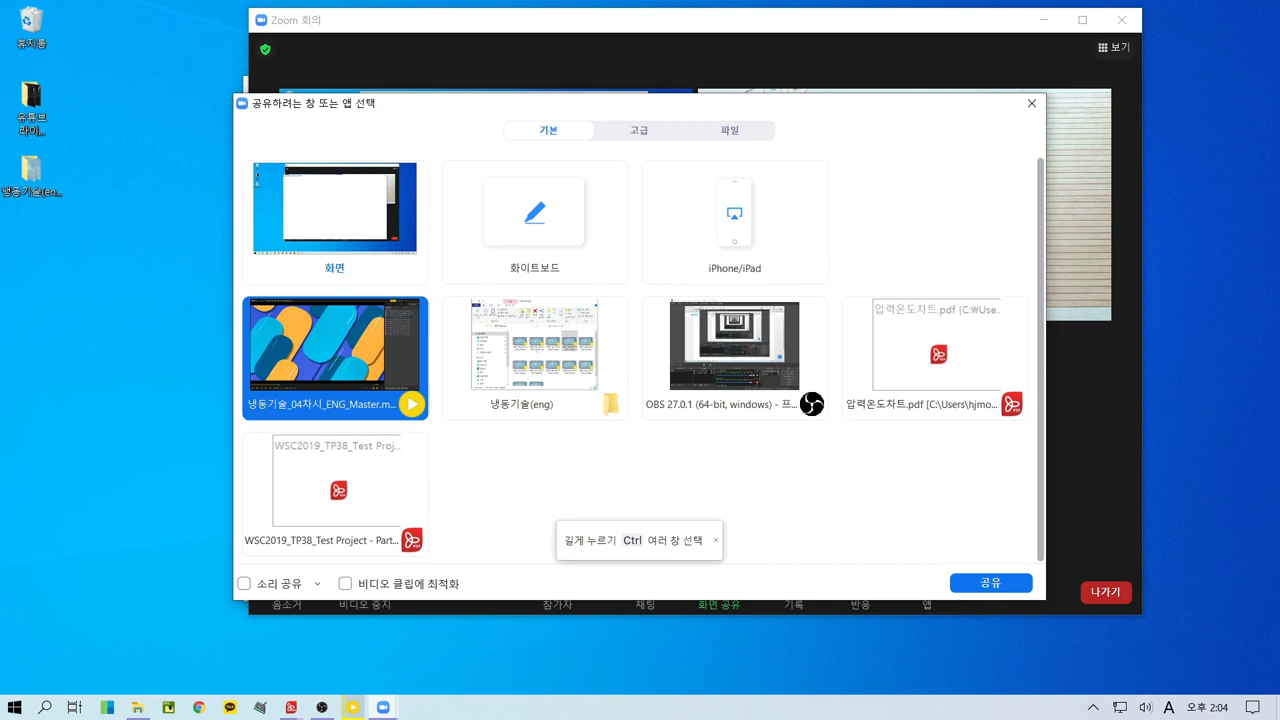 휴지통
유튜브
라이...
냉동기술(en...
Zoom 회의
보기
공유하려는 창 또는 앱 선택
기본
고급
파일
화면
화이트보드
iPhone/iPad
냉동기술_04차시_ENG_Master.m...
냉동기술(eng)
OBS 27.0.1 (64-bit, windows) - 프...
압력온도차트.pdf [C:₩Use..
압력온도차트.pdf [C:\Users\hjmo...
WSC2019_TP38_Test Proj...
WSC2019_TP38_Test Project - Part...
길게 누르기 Ctrl 여러 창 선택
소리 공유
비디오 클립에 최적화
공유
음소거
비디오 중지
참가자
채팅
화면 공유
기록
반응
앱
나가기
A
오후 2:04